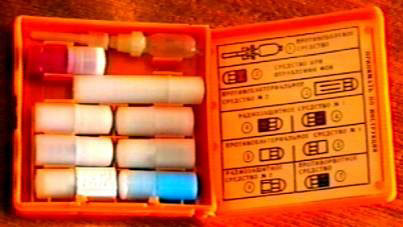 ПРОТИВОБОЛЕВОЕ
СРЕДСТВО
СРЕДСТВО ПРИ
ОТРАВЛЕНИИ ФОВ
ПРОТИВОБАКТЕРИАЛЬНОЕ
СРЕДСТВО № 2
РАДИОЗАЩИТНОЕ СРЕДСТВО № 1
ПРОТИВОБАКТЕРИАЛЬНОЕ СРЕДСТВО № 1
РАДИОЗАЩИТНОЕ
СРЕДСТВО № 2
ПРОТИВОРВОТНОЕ
СРЕДСТВО
ПРИНИМАТЬ ПО ИНСТРУКЦИИ